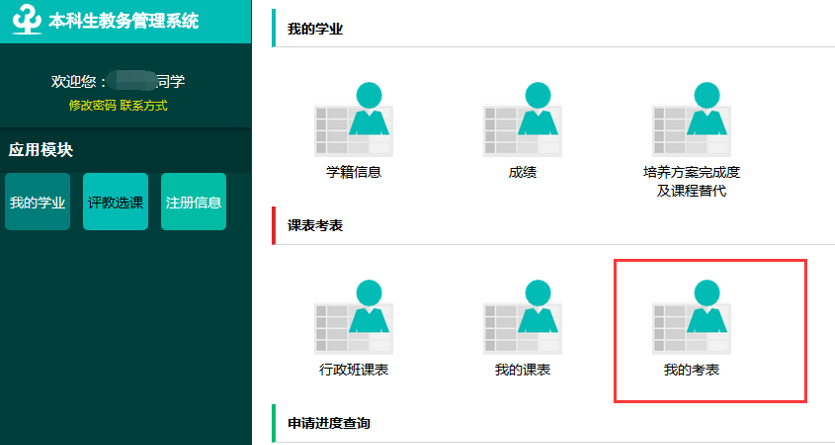 本科生教务管理系统
欢迎您：同学
修改密码 联系方式
应用模块
我的学业 评教选课 注册信息
我的学业
学籍信息 成绩 培养方案完成度
及课程替代
课表考表
行政班课表 我的课表 我的考表
申请进度查询